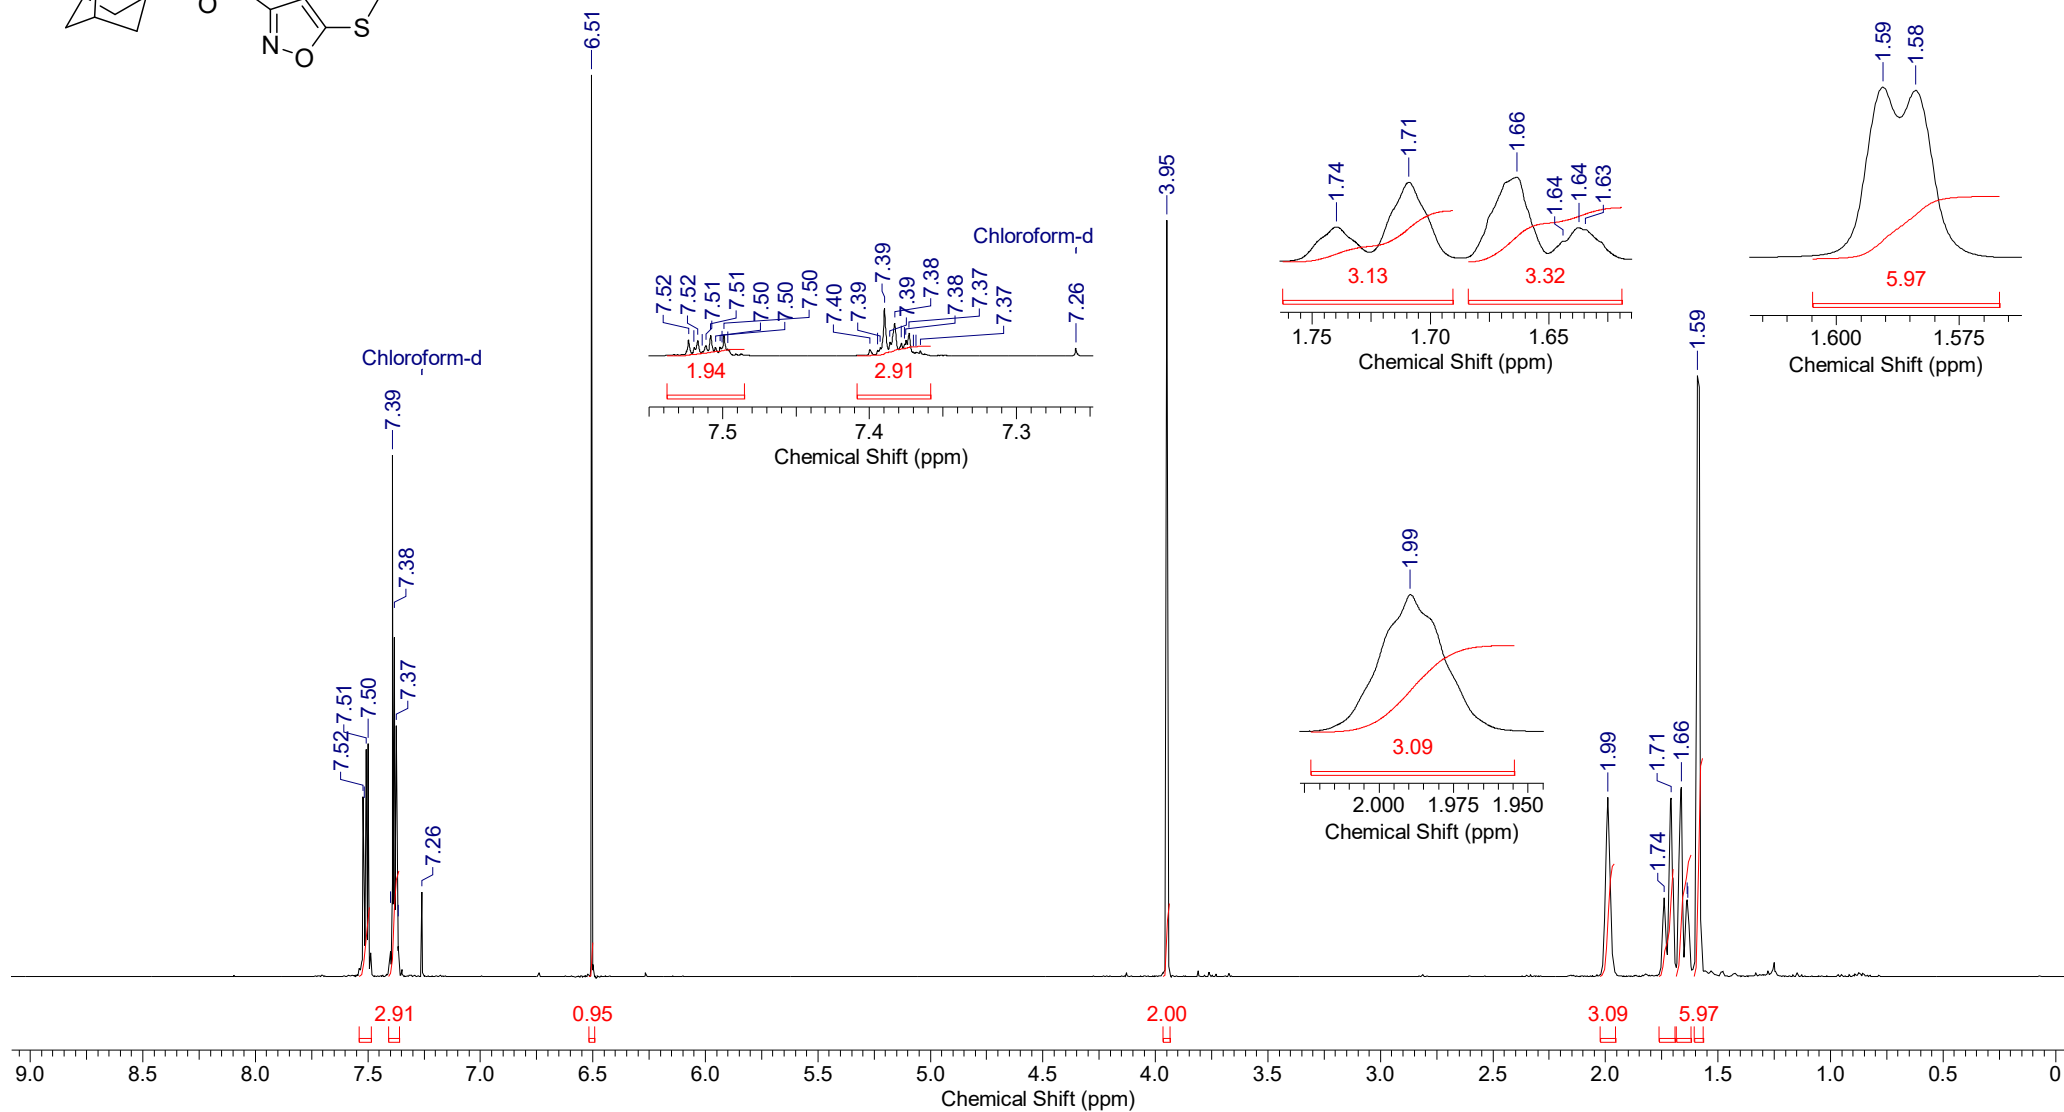 O
S
N
O
6.51
Chloroform-d
7.39
7.38
7.37
7.52
7.51
7.50
7.26
3.95
1.99
1.74
1.71
1.66
1.59
7.52
7.52
7.51
7.51
7.50
7.50
7.50
7.40
7.39
7.39
7.39
7.38
7.38
7.37
7.37
Chloroform-d
7.26
1.94
2.91
7.5 7.4 7.3
Chemical Shift (ppm)
1.74
1.71
1.66
1.64
1.64
1.63
3.13
3.32
1.75 1.70 1.65
Chemical Shift (ppm)
1.59
1.58
5.97
1.600 1.575
Chemical Shift (ppm)
1.99
3.09
2.000 1.975 1.950
Chemical Shift (ppm)
2.91 0.95 2.00 3.09 5.97
9.0 8.5 8.0 7.5 7.0 6.5 6.0 5.5 5.0 4.5 4.0 3.5 3.0 2.5 2.0 1.5 1.0 0.5 0
Chemical Shift (ppm)